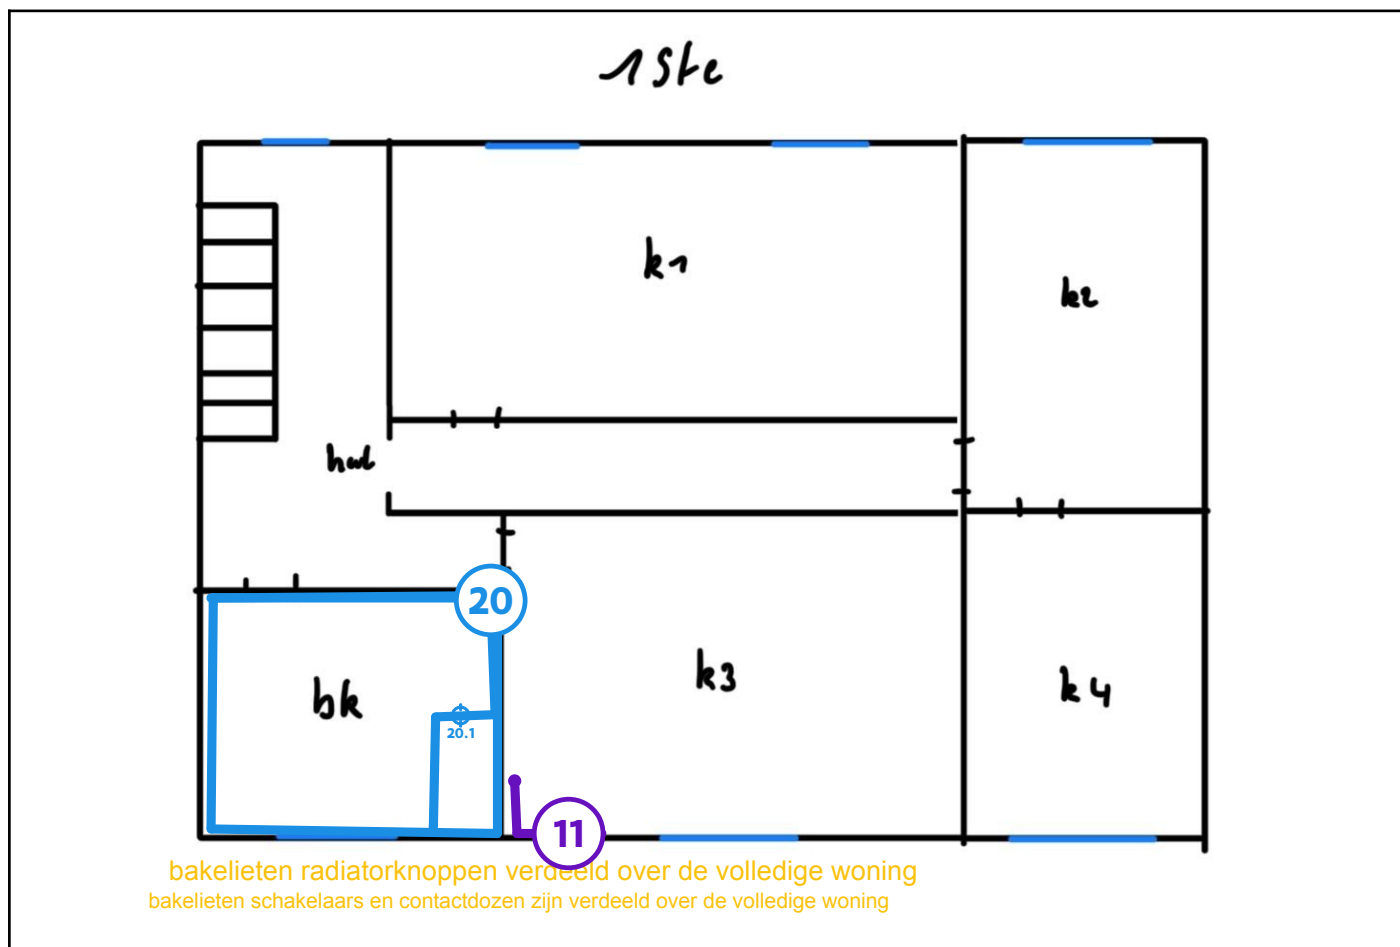 1Ste
k1
k2
hal
20
bk
k3
k4
20.1
11
bakelieten radiatorknoppen verdeeld over de volledige woning
bakelieten schakelaars en contactdozen zijn verdeeld over de volledige woning